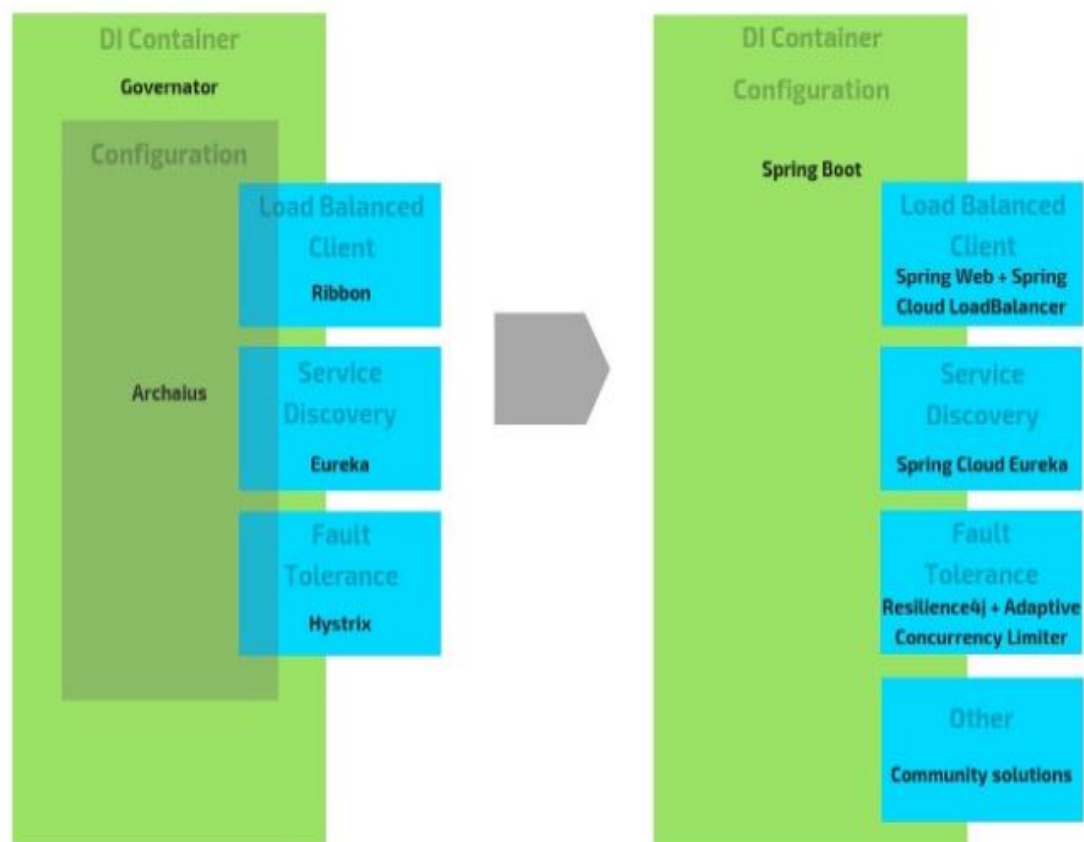 DI Container
Governator
Configuration
Load Balanced
Client
Ribbon
Archaius
Service
Discovery
Eureka
Fault
Tolerance
Hystrix
DI Container
Configuration
Spring Boot
Load Balanced
Client
Spring Web + Spring
Cloud LoadBalancer
Service
Discovery
Spring Cloud Eureka
Fault
Tolerance
Resilience4j + Adaptive
Concurrency Limiter
Other
Community solutions